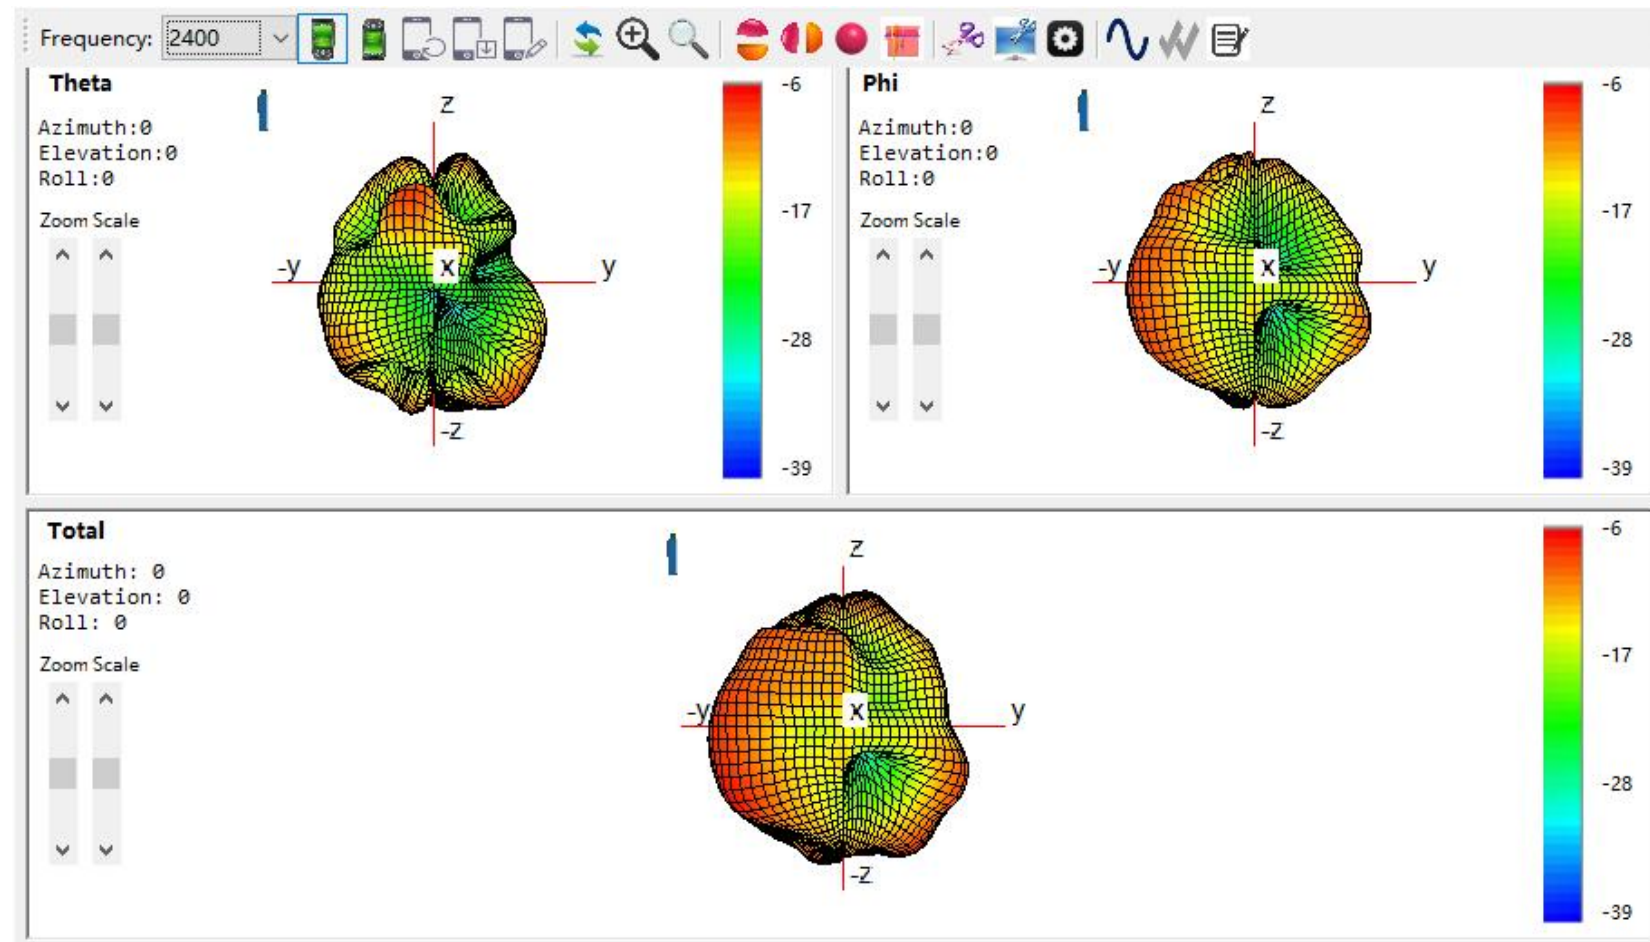 Frequency: 2400
Theta
Azimuth:0
Elevation:0
Roll:0
Zoom Scale
z
-y
x
y
-z
-6
-17
-28
-39
Phi
Azimuth:0
Elevation:0
Roll:0
Zoom Scale
z
-y
x
y
-z
-6
-17
-28
-39
Total
Azimuth: 0
Elevation: 0
Roll: 0
Zoom Scale
z
-y
x
y
-z
-6
-17
-28
-39